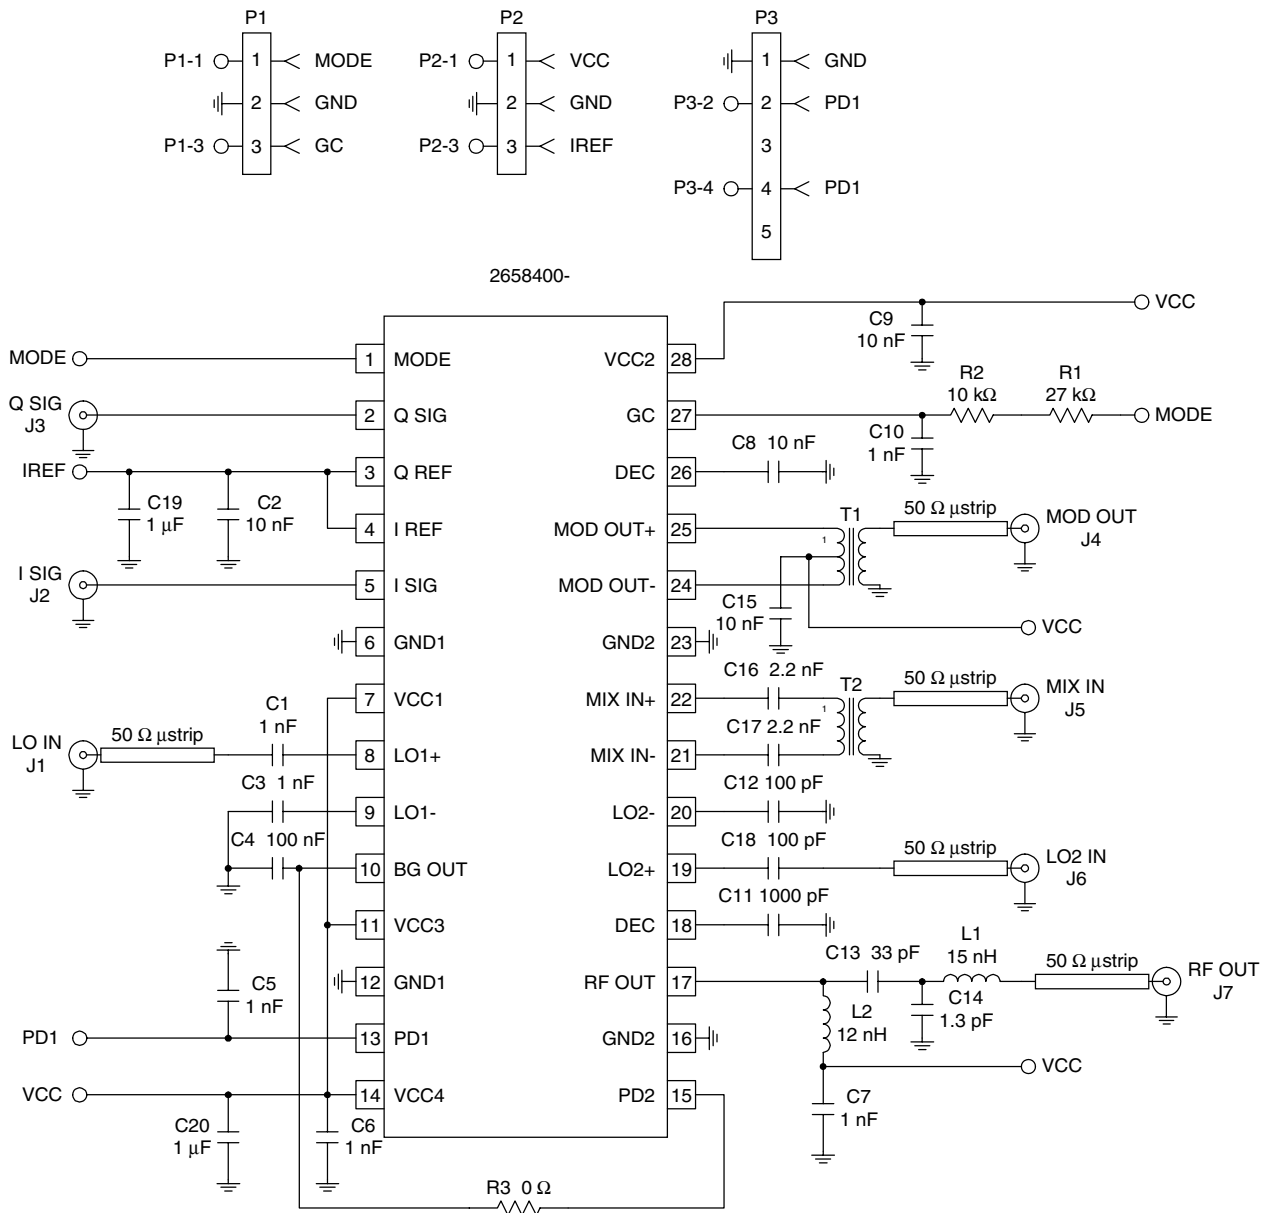 P1 P2 P3
P1-1 1 MODE P2-1 1 VCC 1 GND
2 GND 2 GND P3-2 2 PD1
P1-3 3 GC P2-3 3 IREF 3
P3-4 4 PD1
5
2658400-
VCC
C9
10 nF
MODE 1 MODE VCC2 28
R2 R1
10 kΩ 27 kΩ
Q SIG
J3
2 Q SIG GC 27 MODE
C10
1 nF
C8 10 nF
IREF 3 Q REF DEC 26
C19
1 µF
C2
10 nF
50 Ω µstrip
T1
1
MOD OUT
J4
4 I REF MOD OUT+ 25
I SIG
J2
5 I SIG MOD OUT- 24
C15
10 nF
VCC
6 GND1 GND2 23
C16 2.2 nF
T2
1
50 Ω µstrip
MIX IN
J5
7 VCC1 MIX IN+ 22
C1
1 nF
C17 2.2 nF
LO IN
J1
50 Ω µstrip
8 LO1+ MIX IN- 21
C3 1 nF
C12 100 pF
9 LO1- LO2- 20
C4 100 nF
C18 100 pF
50 Ω µstrip
LO2 IN
J6
10 BG OUT LO2+ 19
C11 1000 pF
11 VCC3 DEC 18
C13 33 pF
L1
15 nH
50 Ω µstrip
RF OUT
J7
12 GND1 RF OUT 17
C5
1 nF
L2
12 nH
C14
1.3 pF
PD1 13 PD1 GND2 16
VCC
VCC 14 VCC4 PD2 15
C7
1 nF
C20
1 µF
C6
1 nF
R3 0 Ω